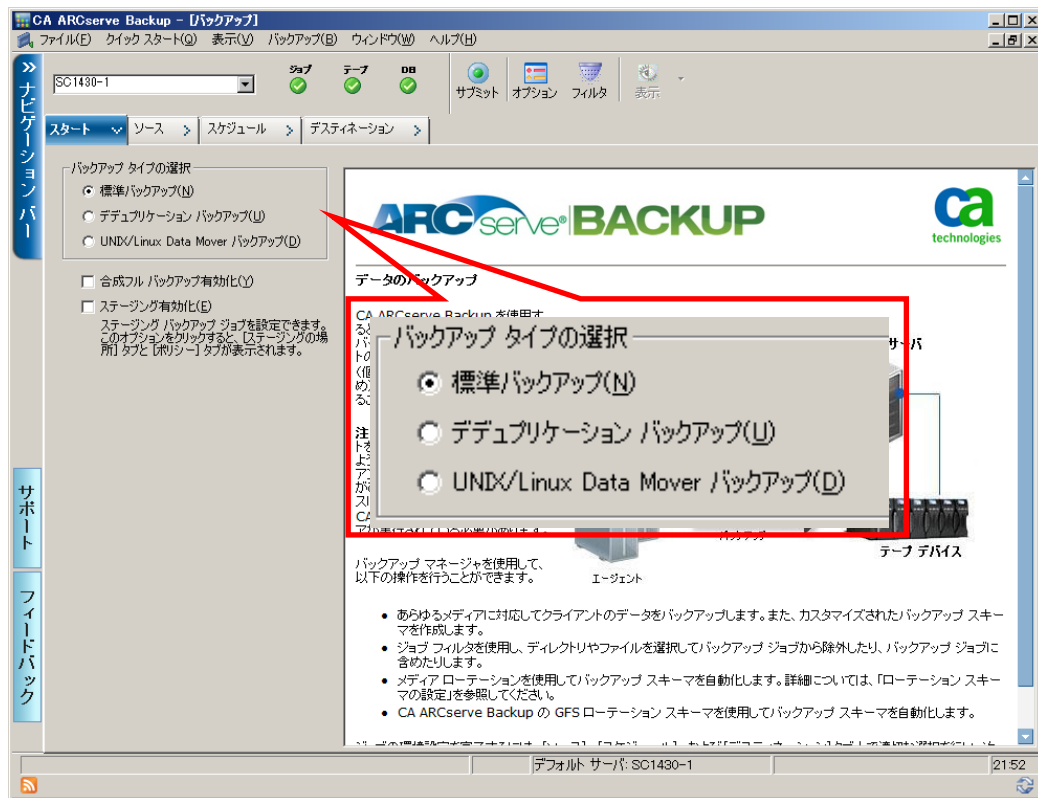 CA ARCserve Backup - [バックアップ]
ファイル(F) クイック スタート(Q) 表示(V) バックアップ(B) ウィンドウ(W) ヘルプ(H)
»
ナビゲーション バー
SC1430-1
ジョブ テープ DB
サブミット オプション フィルタ 表示
スタート ソース スケジュール デスティネーション
バックアップ タイプの選択
標準バックアップ(N)
デデュプリケーション バックアップ(U)
UNIX/Linux Data Mover バックアップ(D)
合成フル バックアップ有効化(Y)
ステージング有効化(E)
ステージング バックアップ ジョブを設定できます。
このオプションをクリックすると、[ステージングの場
所] タブと [ポリシー] タブが表示されます。
サポート
フィードバック
ARCserve® BACKUP
ca
technologies
データのバックアップ
CA ARCserve Backup を使用す
バックアップ タイプの選択
標準バックアップ(N)
デデュプリケーション バックアップ(U)
UNIX/Linux Data Mover バックアップ(D)
テープ デバイス
エージェント
バックアップ マネージャを使用して、
以下の操作を行うことができます。
• あらゆるメディアに対応してクライアントのデータをバックアップします。また、カスタマイズされたバックアップ スキー
マを作成します。
• ジョブ フィルタを使用し、ディレクトリやファイルを選択してバックアップ ジョブから除外したり、バックアップ ジョブに
含めたりします。
• メディア ローテーションを使用してバックアップ スキーマを自動化します。詳細については、「ローテーション スキー
マの設定」を参照してください。
• CA ARCserve Backup の GFS ローテーション スキーマを使用してバックアップ スキーマを自動化します。
デフォルト サーバ: SC1430-1
21:52